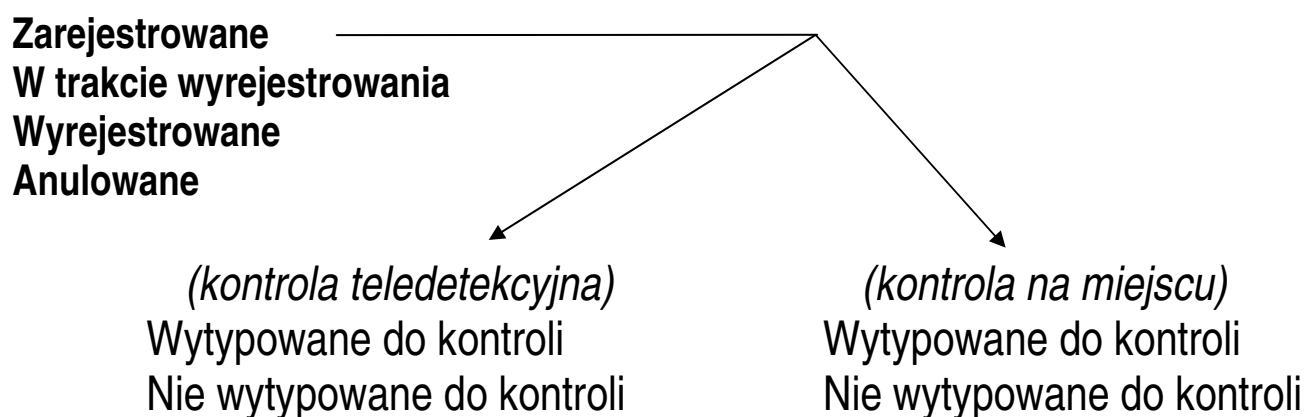 Zarejestrowane
W trakcie wyrejestrowania
Wyrejestrowane
Anulowane
(kontrola teledetekcyjna)
Wytypowane do kontroli
Nie wytypowane do kontroli
(kontrola na miejscu)
Wytypowane do kontroli
Nie wytypowane do kontroli